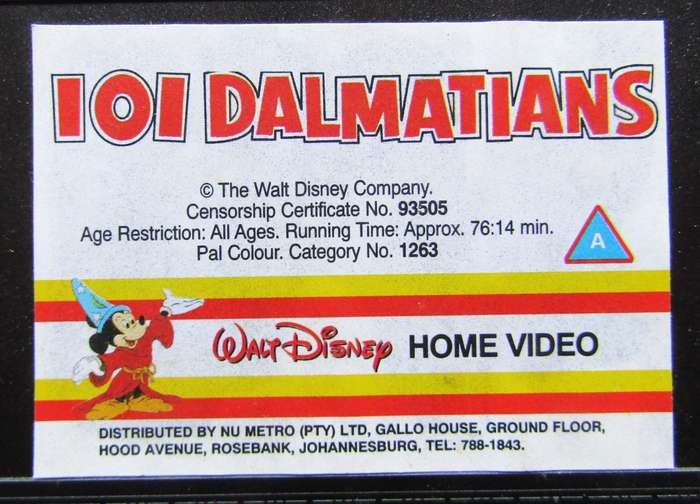 101 DALMATIANS
© The Walt Disney Company.
Censorship Certificate No. 93505
Age Restriction: All Ages. Running Time: Approx. 76:14 min.
Pal Colour. Category No. 1263
A
WALT DISNEY HOME VIDEO
DISTRIBUTED BY NU METRO (PTY) LTD, GALLO HOUSE, GROUND FLOOR,
HOOD AVENUE, ROSEBANK, JOHANNESBURG, TEL: 788-1843.